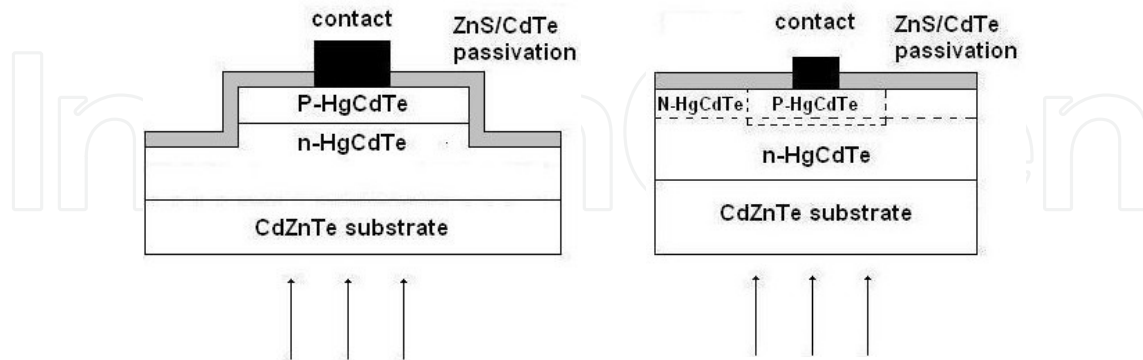 contact
ZnS/CdTe
passivation
P-HgCdTe
n-HgCdTe
CdZnTe substrate
contact
ZnS/CdTe
passivation
N-HgCdTe
P-HgCdTe
n-HgCdTe
CdZnTe substrate